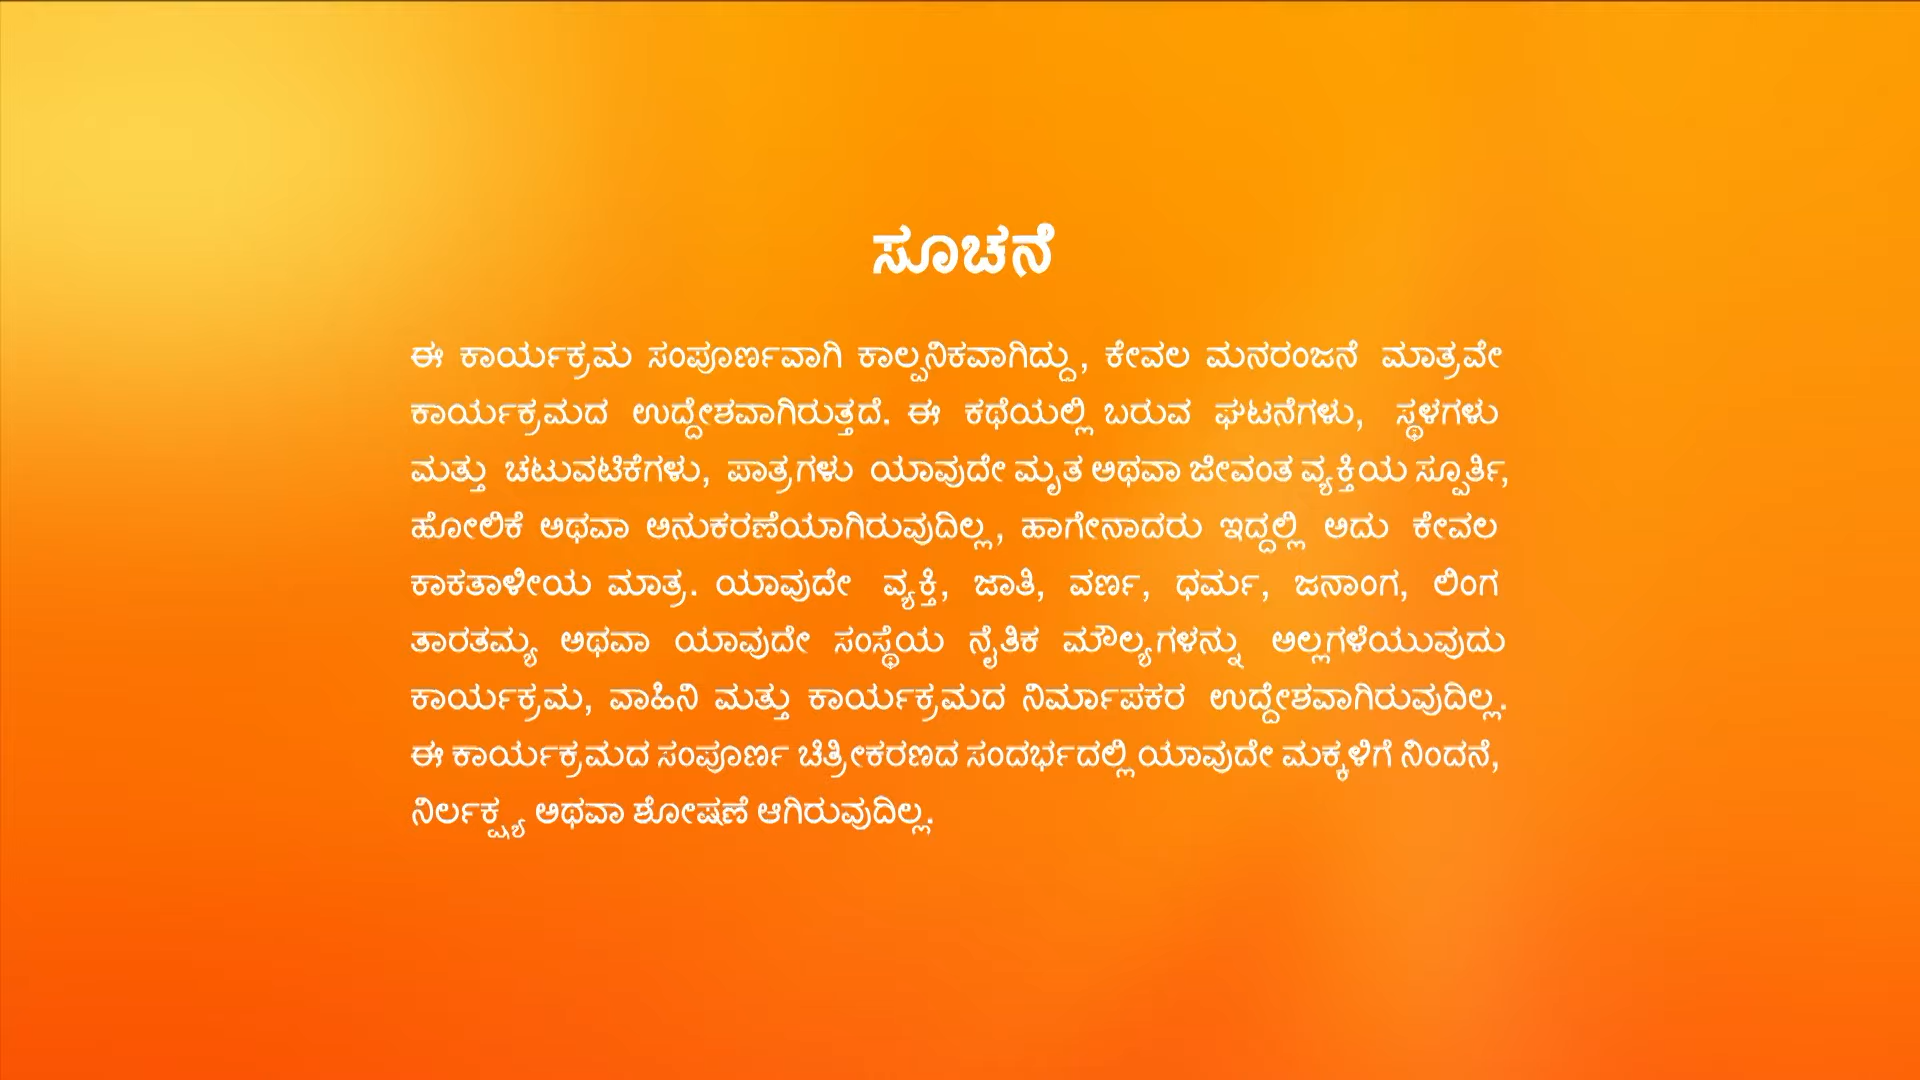 ಸೂಚನೆ
ಈ ಕಾರ್ಯಕ್ರಮ ಸಂಪೂರ್ಣವಾಗಿ ಕಾಲ್ಪನಿಕವಾಗಿದ್ದು, ಕೇವಲ ಮನರಂಜನೆ ಮಾತ್ರವೇ
ಕಾರ್ಯಕ್ರಮದ ಉದ್ದೇಶವಾಗಿರುತ್ತದೆ. ಈ ಕಥೆಯಲ್ಲಿ ಬರುವ ಘಟನೆಗಳು, ಸ್ಥಳಗಳು
ಮತ್ತು ಚಟುವಟಿಕೆಗಳು, ಪಾತ್ರಗಳು ಯಾವುದೇ ಮೃತ ಅಥವಾ ಜೀವಂತ ವ್ಯಕ್ತಿಯ ಸ್ಪೂರ್ತಿ,
ಹೋಲಿಕೆ ಅಥವಾ ಅನುಕರಣೆಯಾಗಿರುವುದಿಲ್ಲ, ಹಾಗೇನಾದರು ಇದ್ದಲ್ಲಿ ಅದು ಕೇವಲ
ಕಾಕತಾಳೀಯ ಮಾತ್ರ. ಯಾವುದೇ ವ್ಯಕ್ತಿ, ಜಾತಿ, ವರ್ಣ, ಧರ್ಮ, ಜನಾಂಗ, ಲಿಂಗ
ತಾರತಮ್ಯ ಅಥವಾ ಯಾವುದೇ ಸಂಸ್ಥೆಯ ನೈತಿಕ ಮೌಲ್ಯಗಳನ್ನು ಅಲ್ಲಗಳೆಯುವುದು
ಕಾರ್ಯಕ್ರಮ, ವಾಹಿನಿ ಮತ್ತು ಕಾರ್ಯಕ್ರಮದ ನಿರ್ಮಾಪಕರ ಉದ್ದೇಶವಾಗಿರುವುದಿಲ್ಲ.
ಈ ಕಾರ್ಯಕ್ರಮದ ಸಂಪೂರ್ಣ ಚಿತ್ರೀಕರಣದ ಸಂದರ್ಭದಲ್ಲಿ ಯಾವುದೇ ಮಕ್ಕಳಿಗೆ ನಿಂದನೆ,
ನಿರ್ಲಕ್ಷ್ಯ ಅಥವಾ ಶೋಷಣೆ ಆಗಿರುವುದಿಲ್ಲ.